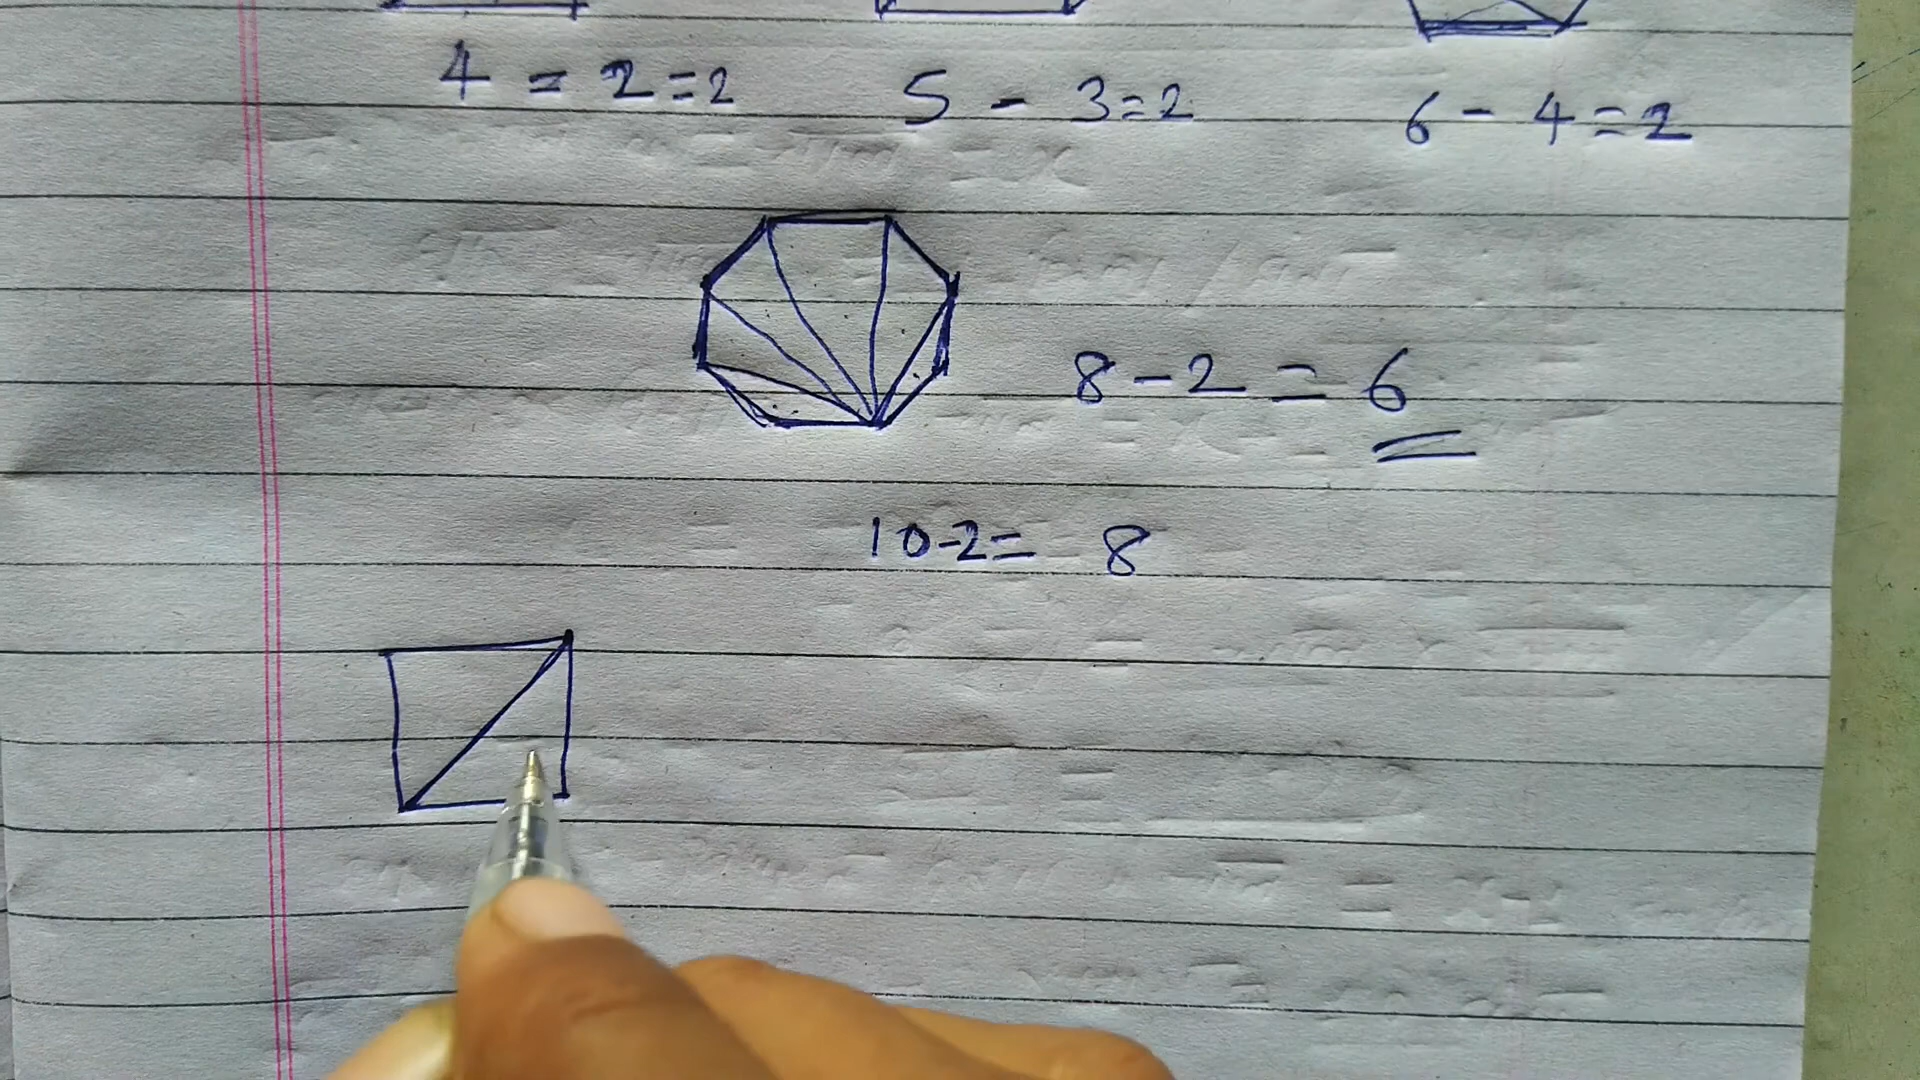 4 = 2=2 5 - 3=2 6 - 4=2
8-2 = 6
10-2= 8